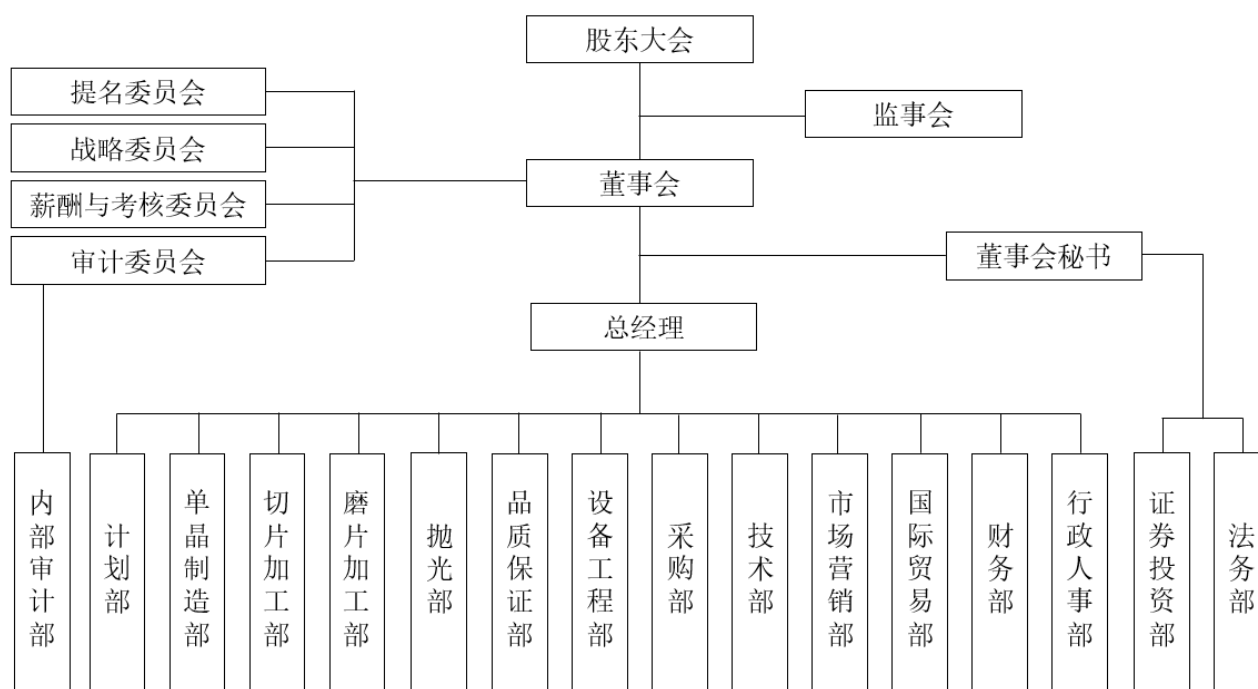 股东大会
提名委员会
监事会
战略委员会
董事会
薪酬与考核委员会
审计委员会
董事会秘书
总经理
内部审计部
计划部
单晶制造部
切片加工部
磨片加工部
抛光部
品质保证部
设备工程部
采购部
技术部
市场营销部
国际贸易部
财务部
行政人事部
证券投资部
法务部